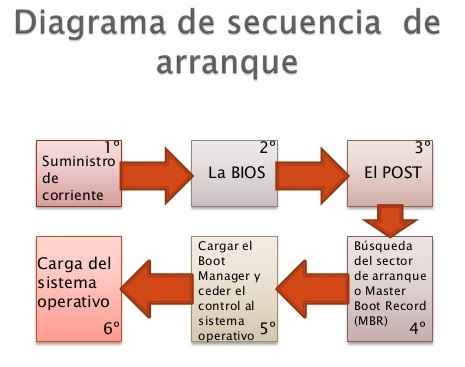 Diagrama de secuencia de
arranque
1º
Suministro
de
corriente
2º
La BIOS
3º
El POST
Búsqueda
del sector
de arranque
o Master
Boot Record
(MBR)
4º
Cargar el
Boot
Manager y
ceder el
control al
sistema
operativo
5º
Carga del
sistema
operativo
6º